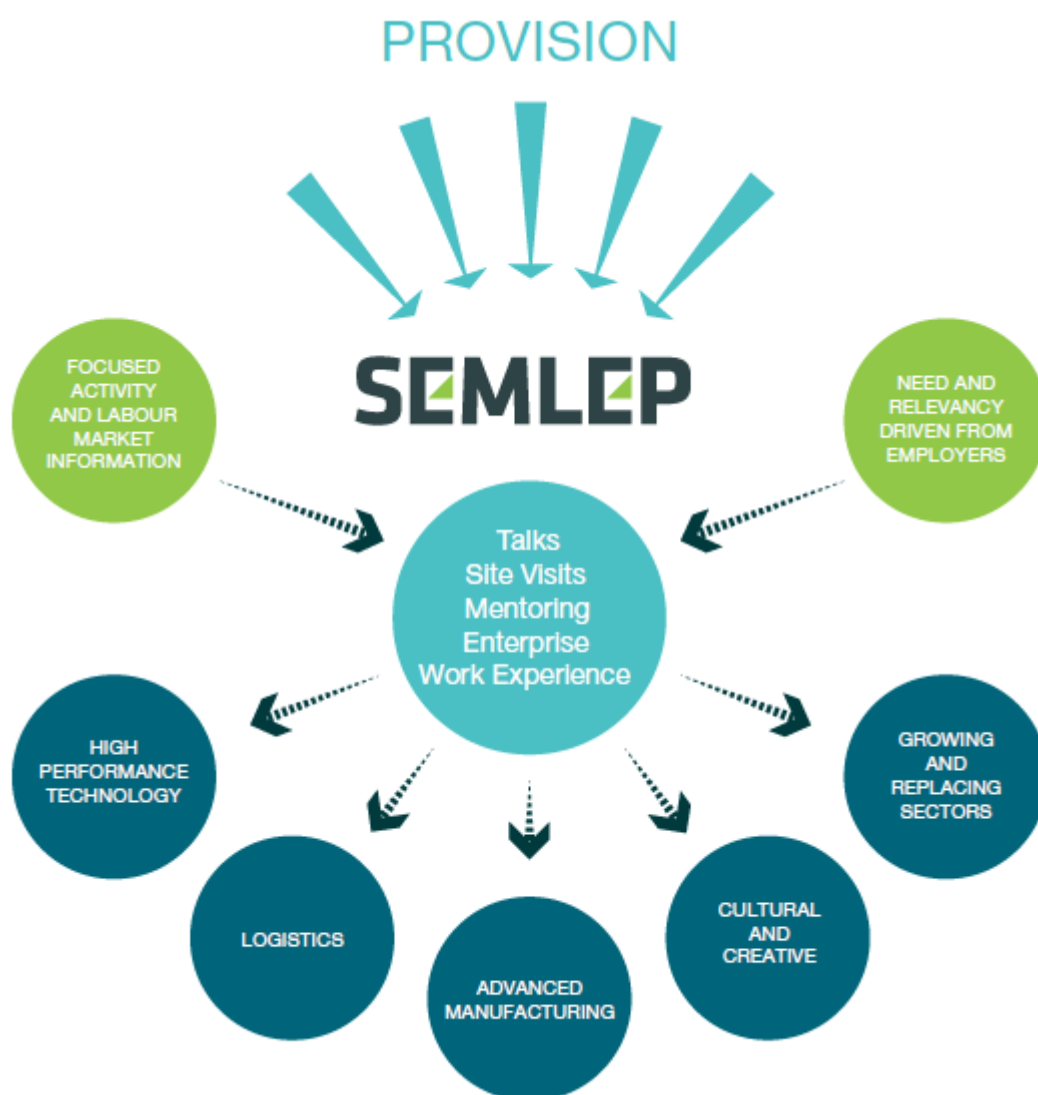 PROVISION
SEMLEP
FOCUSED
ACTIVITY
AND LABOUR
MARKET
INFORMATION
NEED AND
RELEVANCY
DRIVEN FROM
EMPLOYERS
Talks
Site Visits
Mentoring
Enterprise
Work Experience
HIGH
PERFORMANCE
TECHNOLOGY
LOGISTICS
ADVANCED
MANUFACTURING
CULTURAL
AND
CREATIVE
GROWING
AND
REPLACING
SECTORS